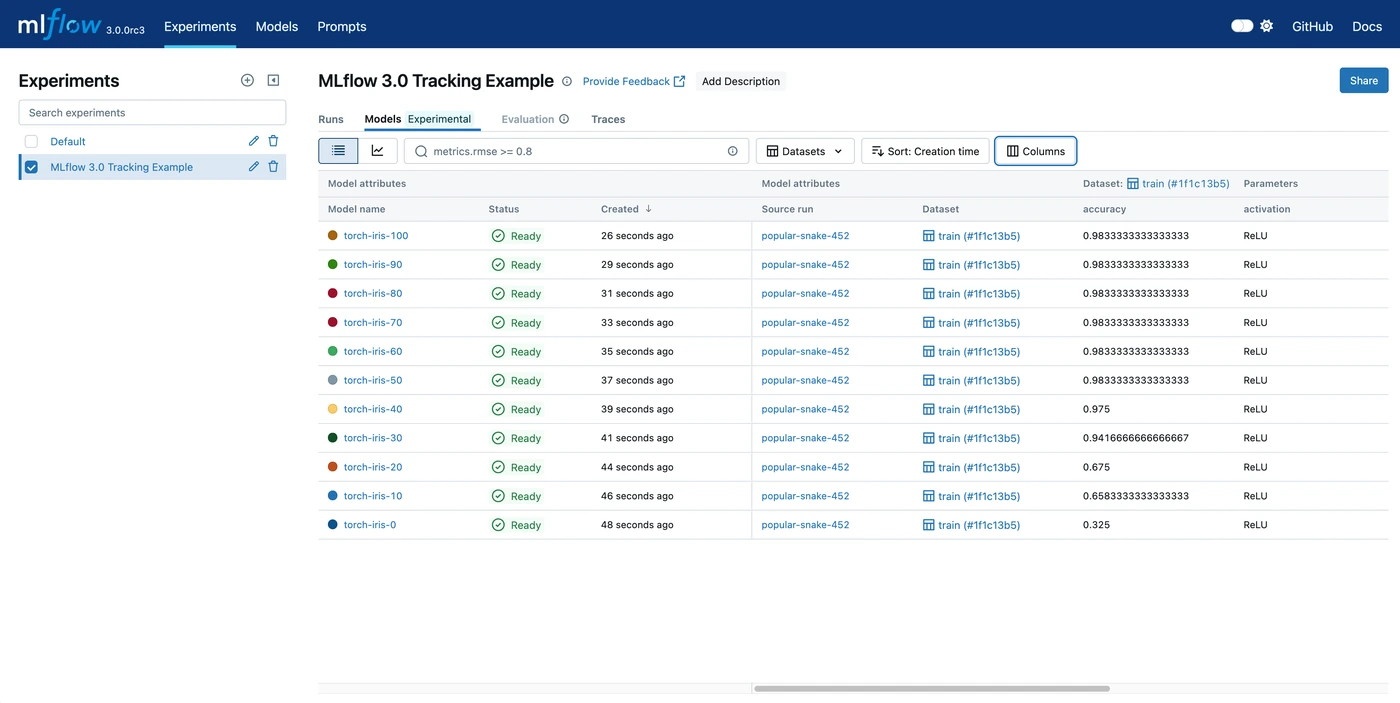 mlflow 3.0.0rc3 Experiments Models Prompts GitHub Docs
Experiments
Search experiments
Default
MLflow 3.0 Tracking Example
MLflow 3.0 Tracking Example Provide Feedback Add Description Share
Runs Models Experimental Evaluation Traces
metrics.rmse >= 0.8 Datasets Sort: Creation time Columns
Model attributes Model attributes Dataset: train (#1f1c13b5) Parameters
Model name Status Created Source run Dataset accuracy activation
torch-iris-100 Ready 26 seconds ago popular-snake-452 train (#1f1c13b5) 0.9833333333333333 ReLU
torch-iris-90 Ready 29 seconds ago popular-snake-452 train (#1f1c13b5) 0.9833333333333333 ReLU
torch-iris-80 Ready 31 seconds ago popular-snake-452 train (#1f1c13b5) 0.9833333333333333 ReLU
torch-iris-70 Ready 33 seconds ago popular-snake-452 train (#1f1c13b5) 0.9833333333333333 ReLU
torch-iris-60 Ready 35 seconds ago popular-snake-452 train (#1f1c13b5) 0.9833333333333333 ReLU
torch-iris-50 Ready 37 seconds ago popular-snake-452 train (#1f1c13b5) 0.9833333333333333 ReLU
torch-iris-40 Ready 39 seconds ago popular-snake-452 train (#1f1c13b5) 0.975 ReLU
torch-iris-30 Ready 41 seconds ago popular-snake-452 train (#1f1c13b5) 0.9416666666666667 ReLU
torch-iris-20 Ready 44 seconds ago popular-snake-452 train (#1f1c13b5) 0.675 ReLU
torch-iris-10 Ready 46 seconds ago popular-snake-452 train (#1f1c13b5) 0.6583333333333333 ReLU
torch-iris-0 Ready 48 seconds ago popular-snake-452 train (#1f1c13b5) 0.325 ReLU